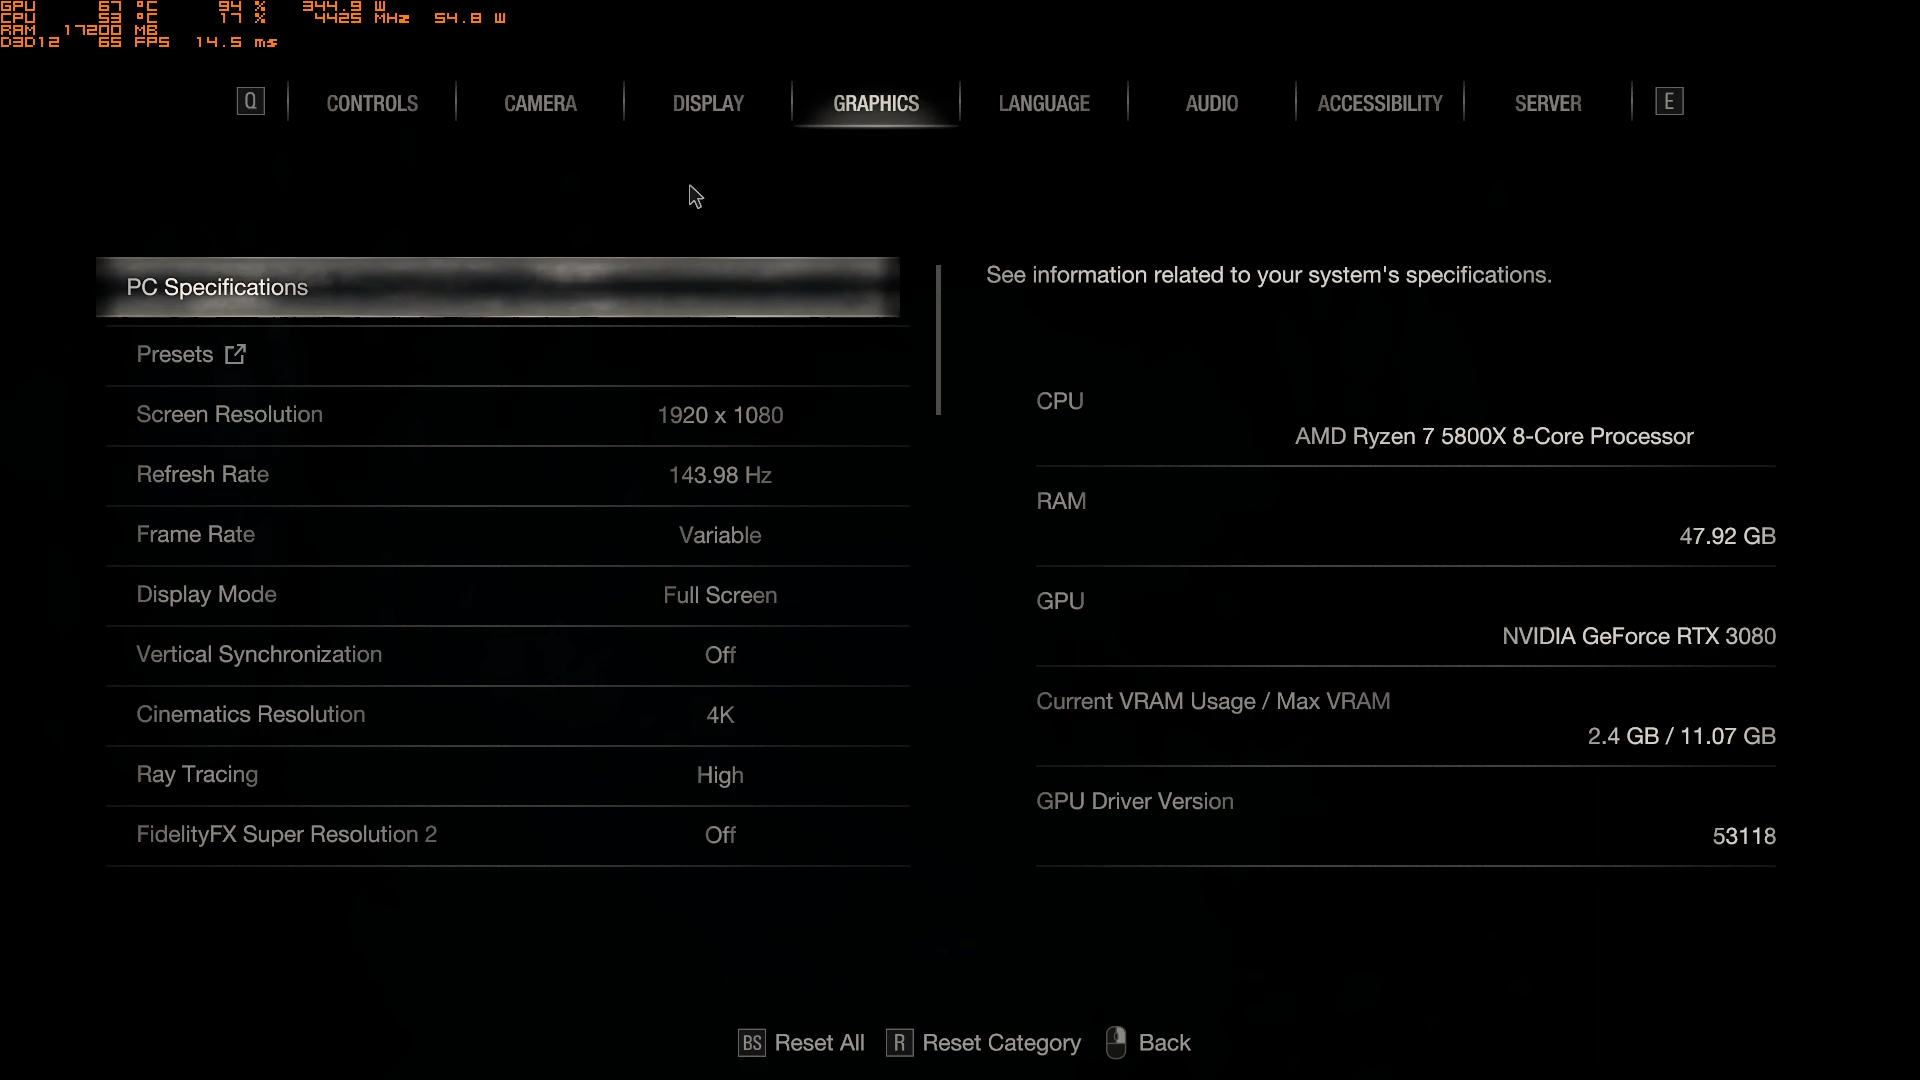 GPU 67 °C 94 % 344.9 W
CPU 53 °C 17 % 4425 MHz 54.8 W
RAM 17200 MB
D3D12 65 FPS 14.5 ms
Q CONTROLS CAMERA DISPLAY GRAPHICS LANGUAGE AUDIO ACCESSIBILITY SERVER E
PC Specifications
Presets
Screen Resolution 1920 x 1080
Refresh Rate 143.98 Hz
Frame Rate Variable
Display Mode Full Screen
Vertical Synchronization Off
Cinematics Resolution 4K
Ray Tracing High
FidelityFX Super Resolution 2 Off
See information related to your system's specifications.
CPU
AMD Ryzen 7 5800X 8-Core Processor
RAM
47.92 GB
GPU
NVIDIA GeForce RTX 3080
Current VRAM Usage / Max VRAM
2.4 GB / 11.07 GB
GPU Driver Version
53118
BS Reset All R Reset Category Back